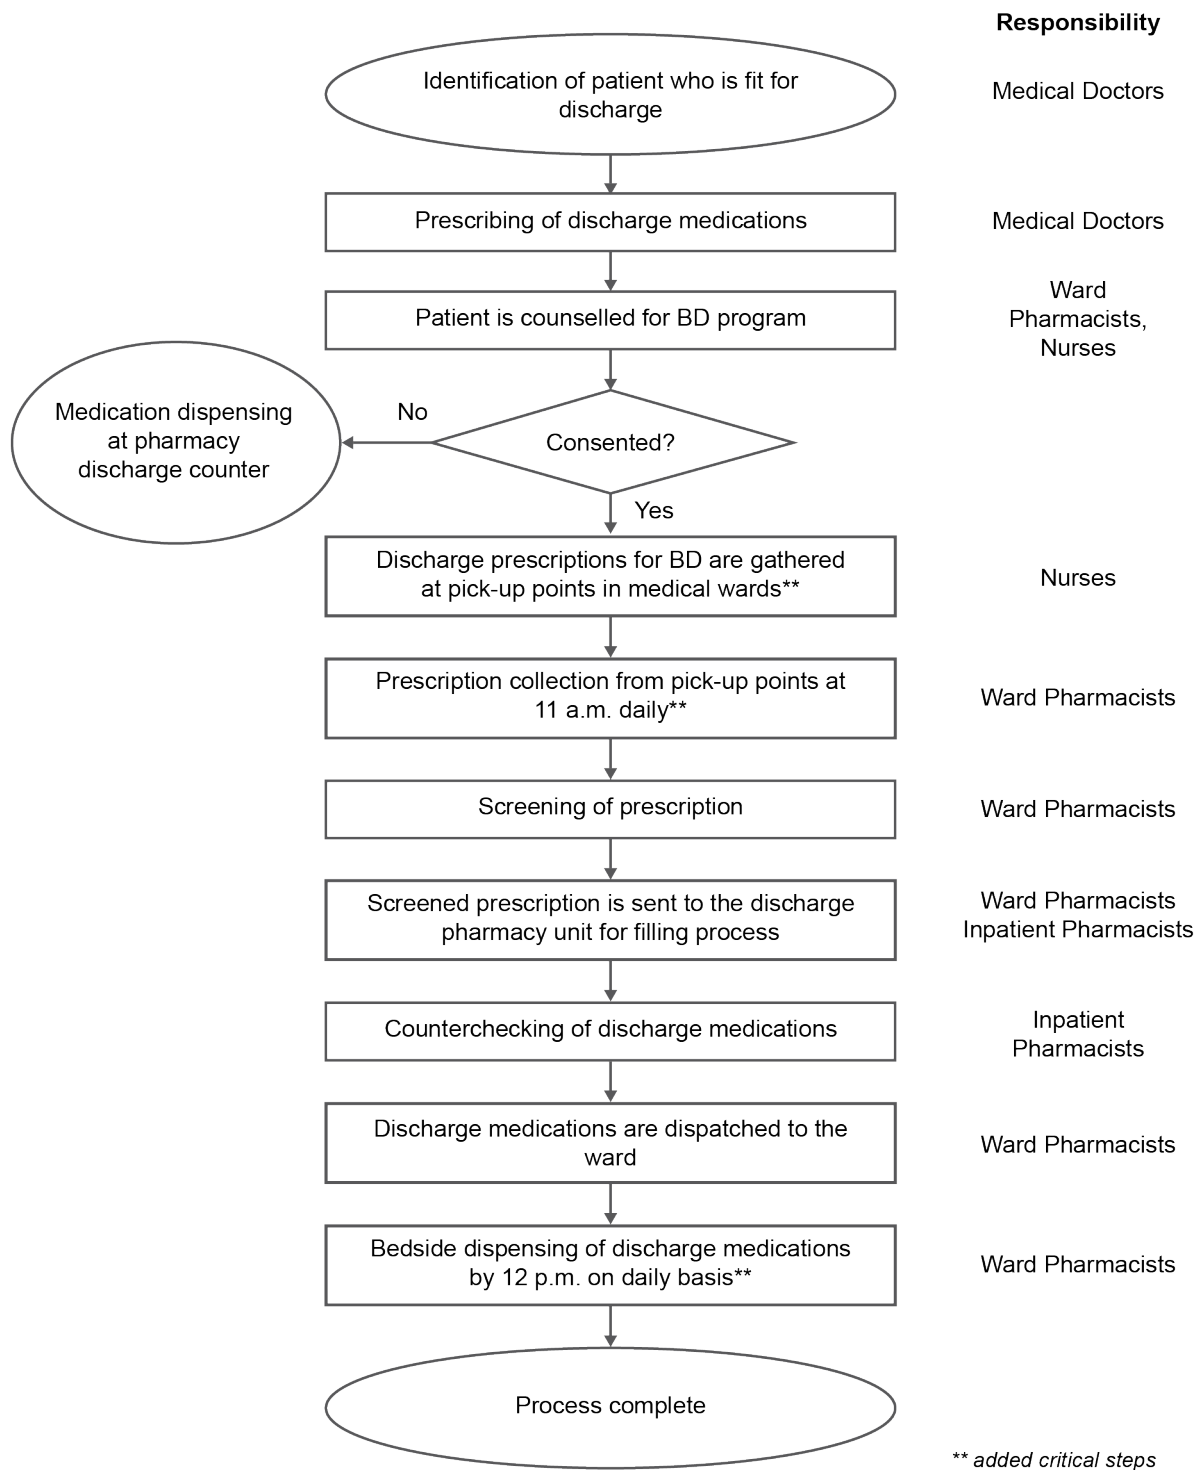 Responsibility
Identification of patient who is fit for
discharge
Medical Doctors
Prescribing of discharge medications
Medical Doctors
Patient is counselled for BD program
Ward
Pharmacists,
Nurses
Consented?
No
Medication dispensing
at pharmacy
discharge counter
Yes
Discharge prescriptions for BD are gathered
at pick-up points in medical wards**
Nurses
Prescription collection from pick-up points at
11 a.m. daily**
Ward Pharmacists
Screening of prescription
Ward Pharmacists
Screened prescription is sent to the discharge
pharmacy unit for filling process
Ward Pharmacists
Inpatient Pharmacists
Counterchecking of discharge medications
Inpatient
Pharmacists
Discharge medications are dispatched to the
ward
Ward Pharmacists
Bedside dispensing of discharge medications
by 12 p.m. on daily basis**
Ward Pharmacists
Process complete
** added critical steps